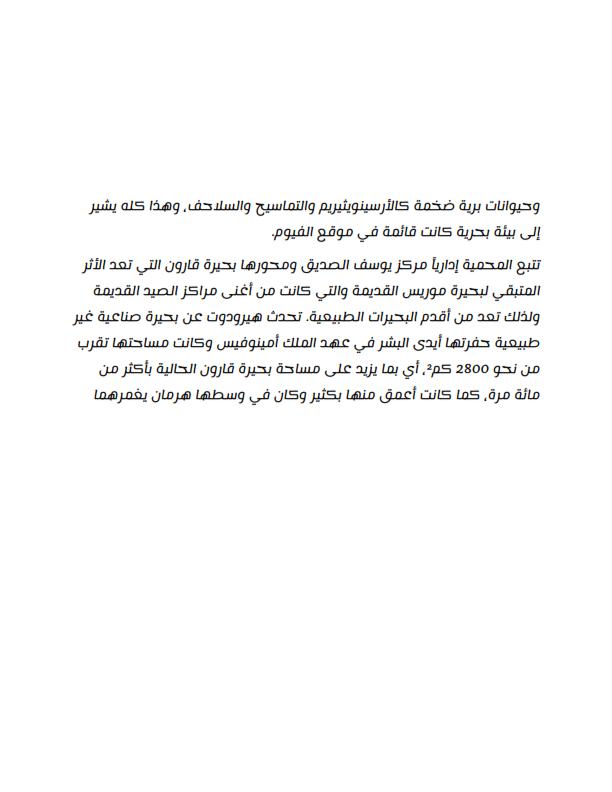 وحيوانات برية ضخمة كالأرسينويثيريم والتماسيح والسلاحف، وهذا كله يشير
إلى بيئة بحرية كانت قائمة في موقع الفيوم.
تتبع المحمية إدارياً مركز يوسف الصديق ومحورها بحيرة قارون التي تعد الأثر
المتبقي لبحيرة موريس القديمة والتي كانت من أغنى مراكز الصيد القديمة
ولذلك تعد من أقدم البحيرات الطبيعية. تحدث هيرودوت عن بحيرة صناعية غير
طبيعية حفرتها أيدى البشر في عهد الملك أمينوفيس وكانت مساحتها تقرب
من نحو 2800 كم²، أي بما يزيد على مساحة بحيرة قارون الحالية بأكثر من
مائة مرة، كما كانت أعمق منها بكثير وكان في وسطها هرمان يغمرهما